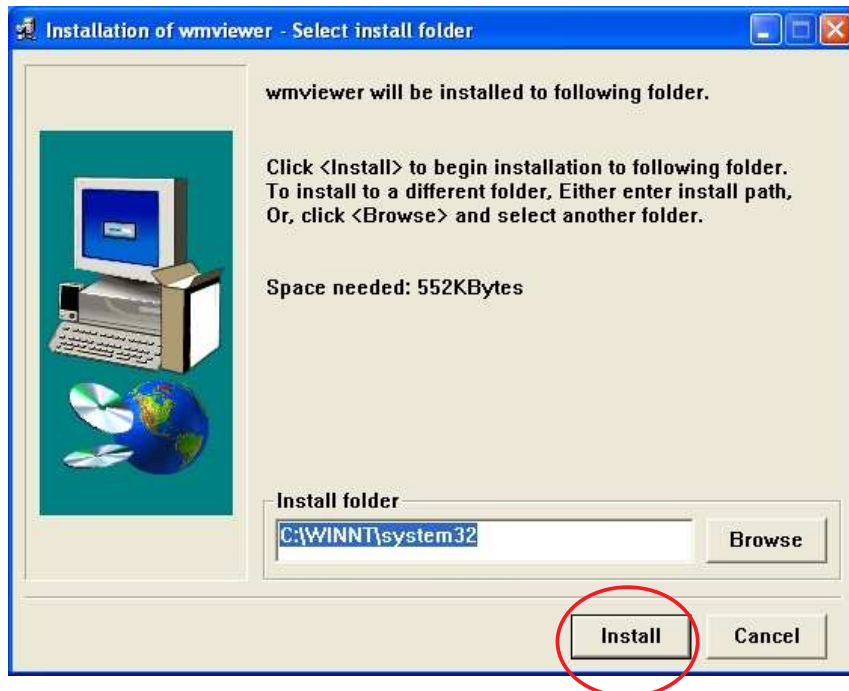 Installation of wmviewer - Select install folder
wmviewer will be installed to following folder.
Click <Install> to begin installation to following folder.
To install to a different folder, Either enter install path,
Or, click <Browse> and select another folder.
Space needed: 552KBytes
Install folder
C:\WINNT\system32
Browse
Install
Cancel